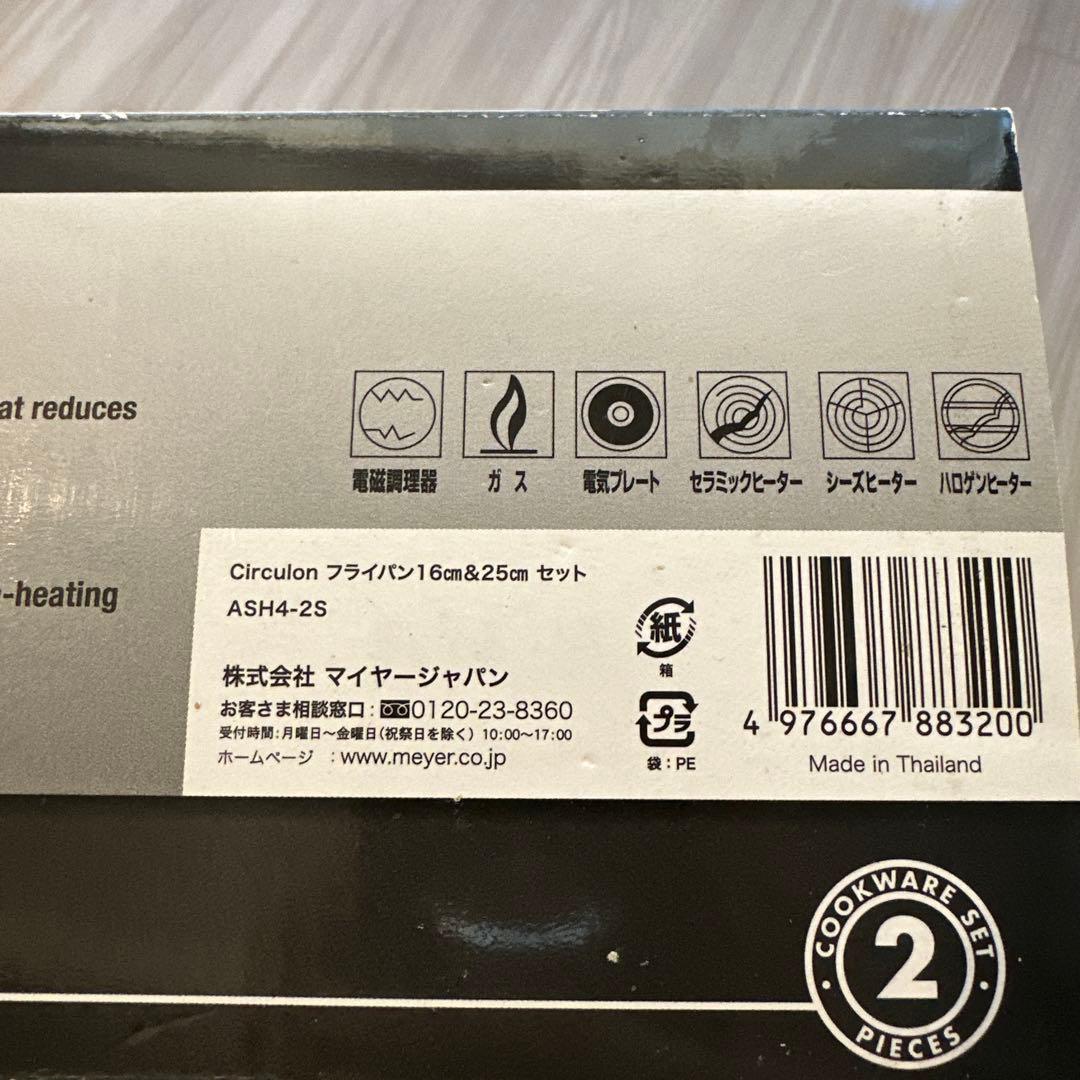 at reduces
-heating
電磁調理器
ガス
電気プレート
セラミックヒーター
シーズヒーター
ハロゲンヒーター
Circulon フライパン16㎝&25㎝ セット
ASH4-2S
株式会社 マイヤージャパン
お客さま相談窓口:0120-23-8360
受付時間:月曜日〜金曜日(祝祭日を除く) 10:00〜17:00
ホームページ :www.meyer.co.jp
紙
箱
プラ
袋:PE
4 976667 883200
Made in Thailand
COOKWARE SET
2
PIECES